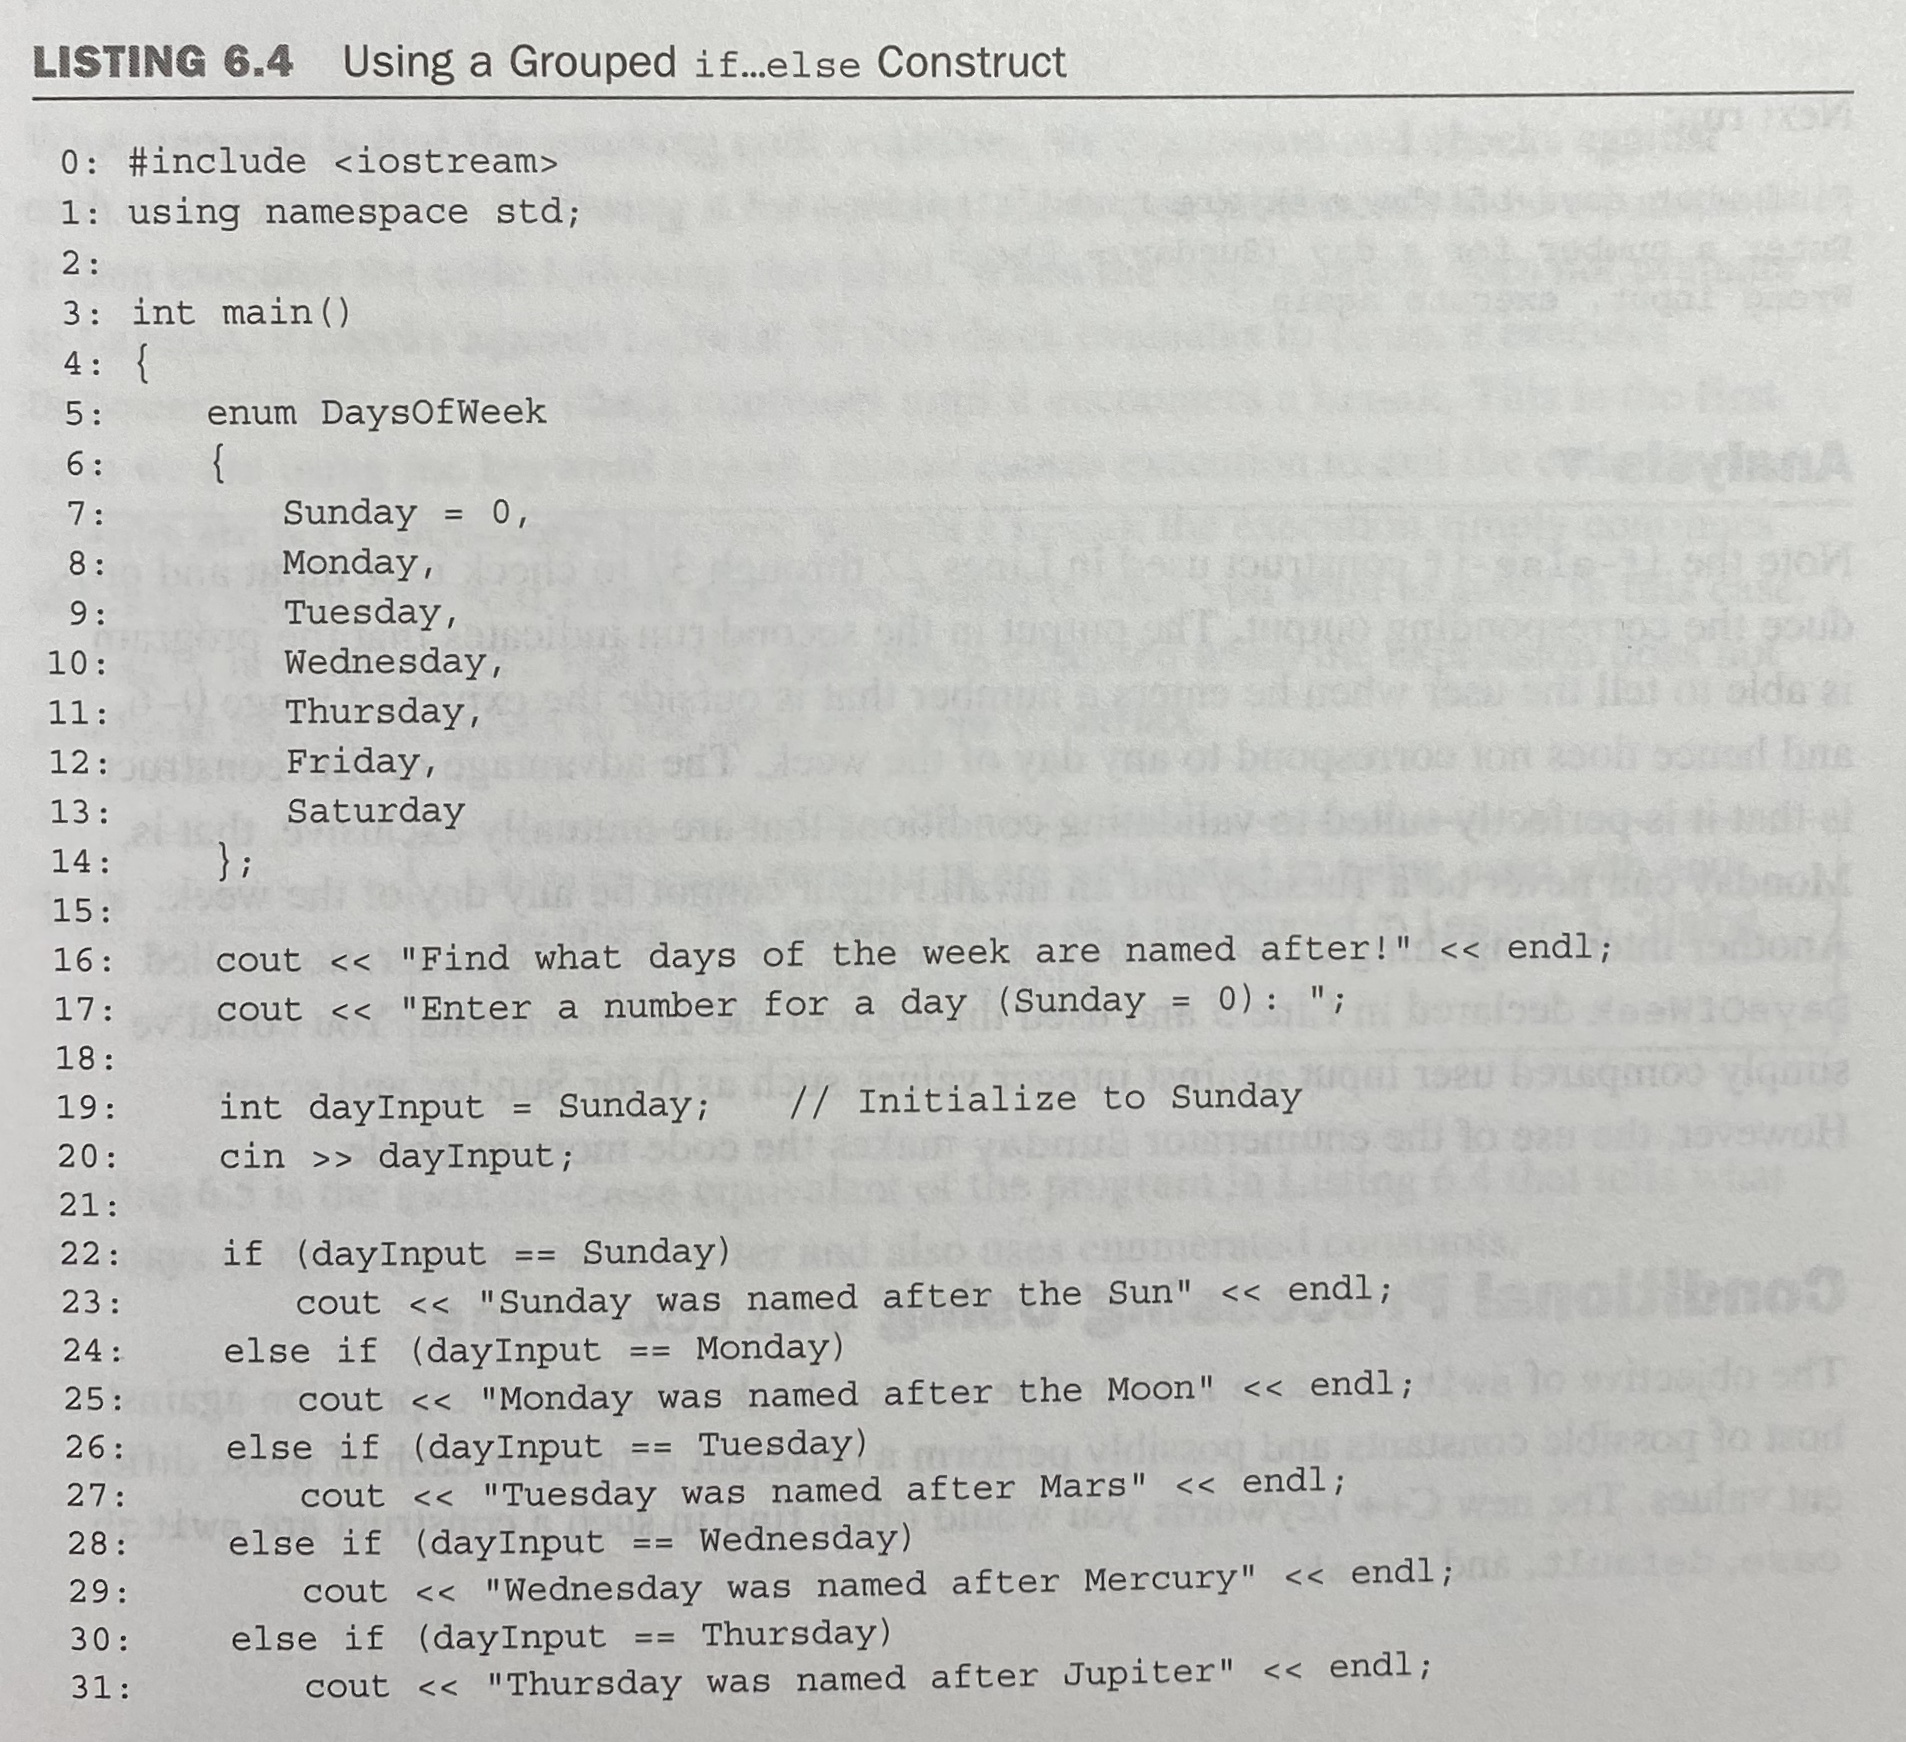 LISTING 6.4 Using a Grouped if…else Construct
0: #include <iostream>
1: using namespace std;
2:
3: int main()
4: {
5:     enum DaysOfWeek
6:     {
7:         Sunday = 0,
8:         Monday,
9:         Tuesday,
10:         Wednesday,
11:         Thursday,
12:         Friday,
13:         Saturday
14:     };
15:
16:     cout << "Find what days of the week are named after!" << endl;
17:     cout << "Enter a number for a day (Sunday = 0): ";
18:
19:     int dayInput = Sunday;   // Initialize to Sunday
20:     cin >> dayInput;
21:
22:     if (dayInput == Sunday)
23:         cout << "Sunday was named after the Sun" << endl;
24:     else if (dayInput == Monday)
25:         cout << "Monday was named after the Moon" << endl;
26:     else if (dayInput == Tuesday)
27:         cout << "Tuesday was named after Mars" << endl;
28:     else if (dayInput == Wednesday)
29:         cout << "Wednesday was named after Mercury" << endl;
30:     else if (dayInput == Thursday)
31:         cout << "Thursday was named after Jupiter" << endl;